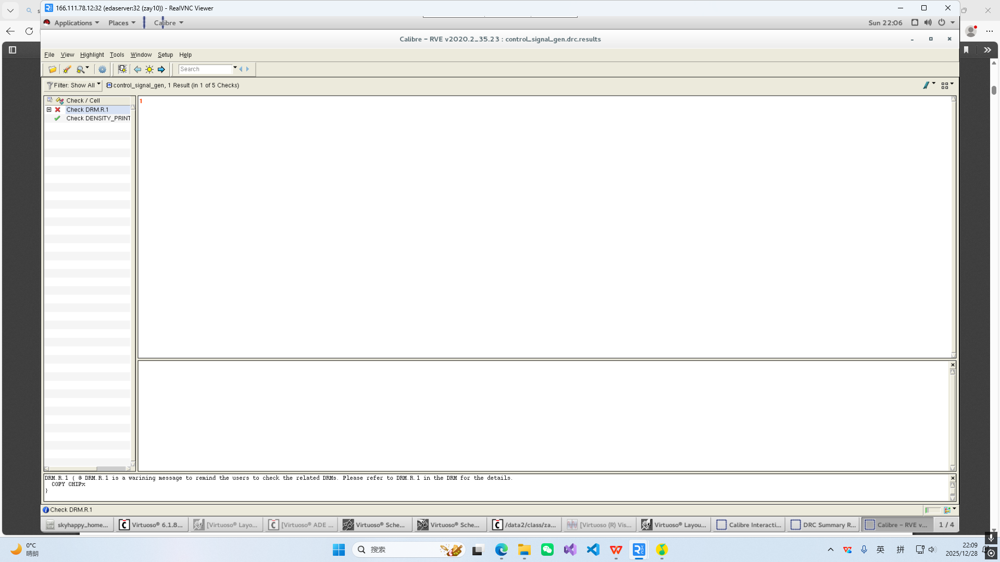 166.111.78.12:32 (edaserver:32 (zay10)) - RealVNC Viewer
Applications Places Calibre Sun 22:06
Calibre - RVE v2020.2_35.23 : control_signal_gen.drc.results
File View Highlight Tools Window Setup Help
Search
Filter: Show All control_signal_gen, 1 Result (in 1 of 5 Checks)
Check / Cell
1
Check DRM.R.1
Check DENSITY_PRINT
DRM.R.1 { @ DRM.R.1 is a warining message to remind the users to check the related DRMs. Please refer to DRM.R.1 in the DRM for the details.
COPY CHIPx
}
Check DRM.R.1
skyhappy_home... Virtuoso® 6.1.8... [Virtuoso® Layo... [Virtuoso® ADE ... Virtuoso® Sche... Virtuoso® Sche... /data2/class/za... [Virtuoso (R) Vis... Virtuoso® Layou... Calibre Interacti... DRC Summary R... Calibre - RVE v... 1 / 4
0°C
晴朗
搜索
英 拼
22:09
2025/12/28